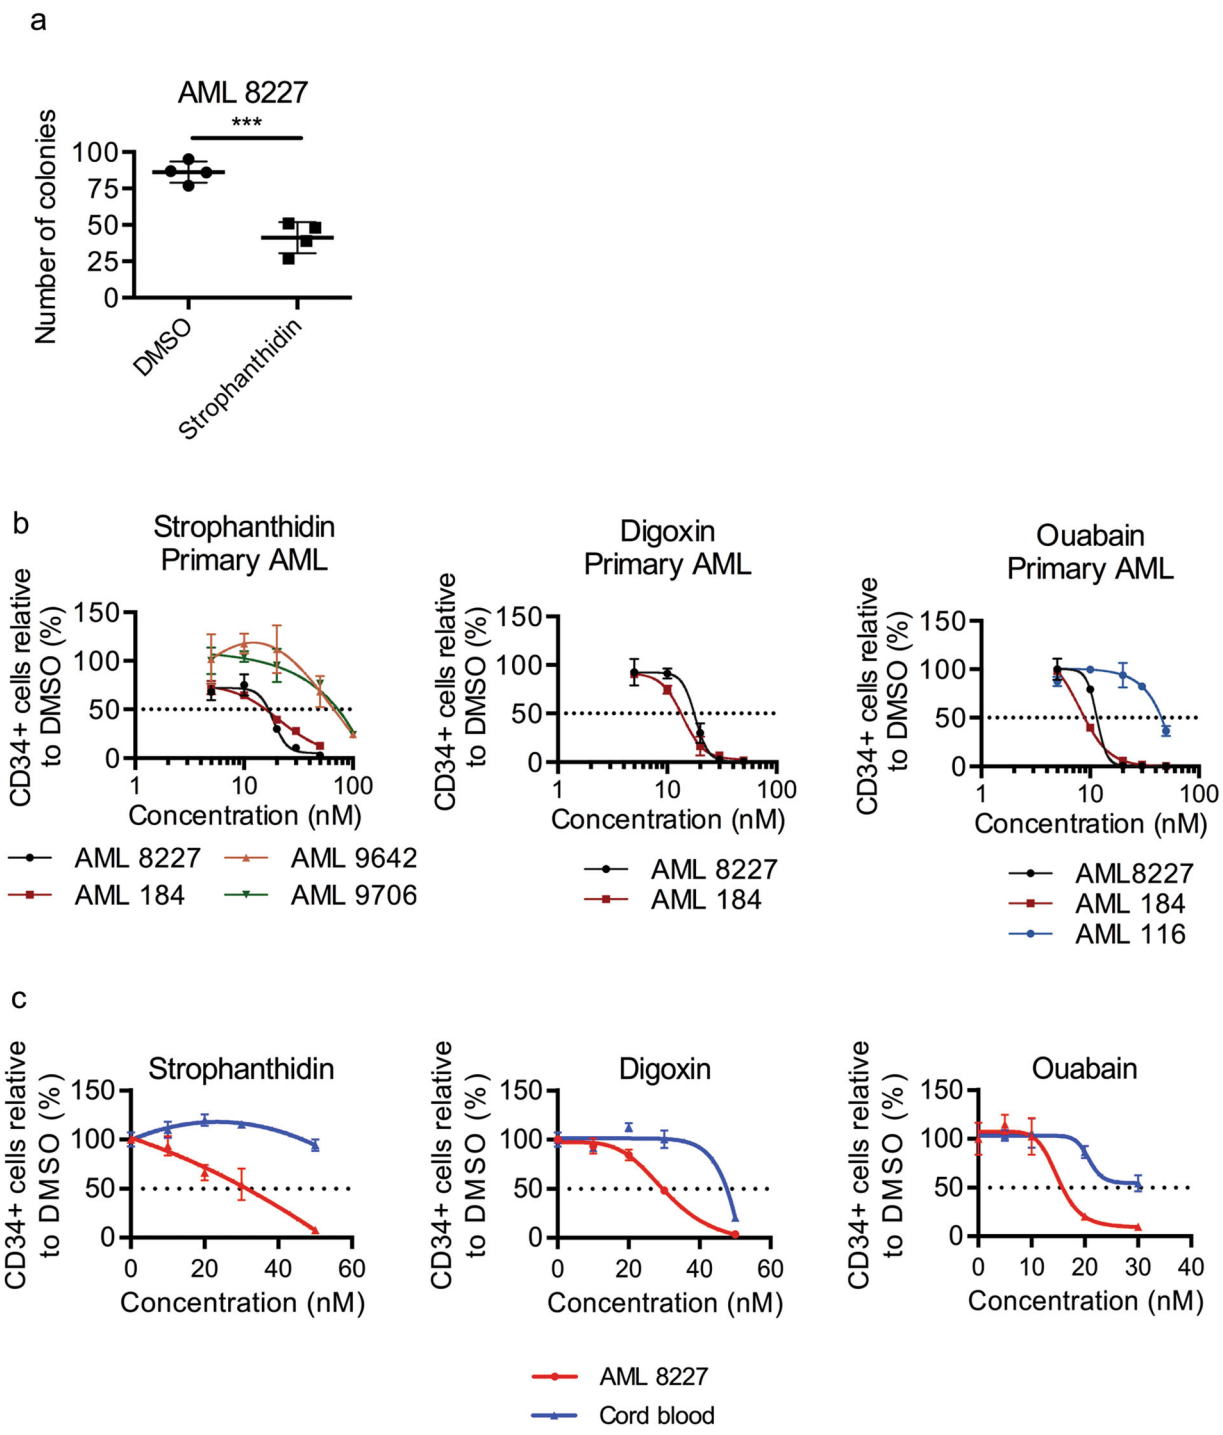 a
AML 8227
***
Number of colonies
100
75
50
25
0
DMSO
Strophanthidin
b
Strophanthidin
Primary AML
CD34+ cells relative
to DMSO (%)
150
100
50
0
1 10 100
Concentration (nM)
AML 8227
AML 9642
AML 184
AML 9706
Digoxin
Primary AML
CD34+ cells relative
to DMSO (%)
150
100
50
0
1 10 100
Concentration (nM)
AML 8227
AML 184
Ouabain
Primary AML
CD34+ cells relative
to DMSO (%)
150
100
50
0
1 10 100
Concentration (nM)
AML8227
AML 184
AML 116
c
Strophanthidin
CD34+ cells relative
to DMSO (%)
150
100
50
0
0 20 40 60
Concentration (nM)
Digoxin
CD34+ cells relative
to DMSO (%)
150
100
50
0
0 20 40 60
Concentration (nM)
Ouabain
CD34+ cells relative
to DMSO (%)
150
100
50
0
0 10 20 30 40
Concentration (nM)
AML 8227
Cord blood